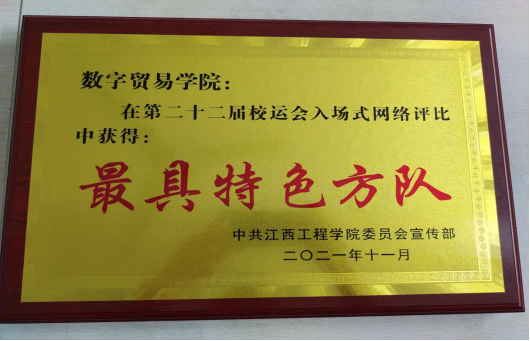 数字贸易学院：
在第二十二届校运会入场式网络评比
中获得：
最具特色方队
中共江西工程学院委员会宣传部
二〇二一年十一月